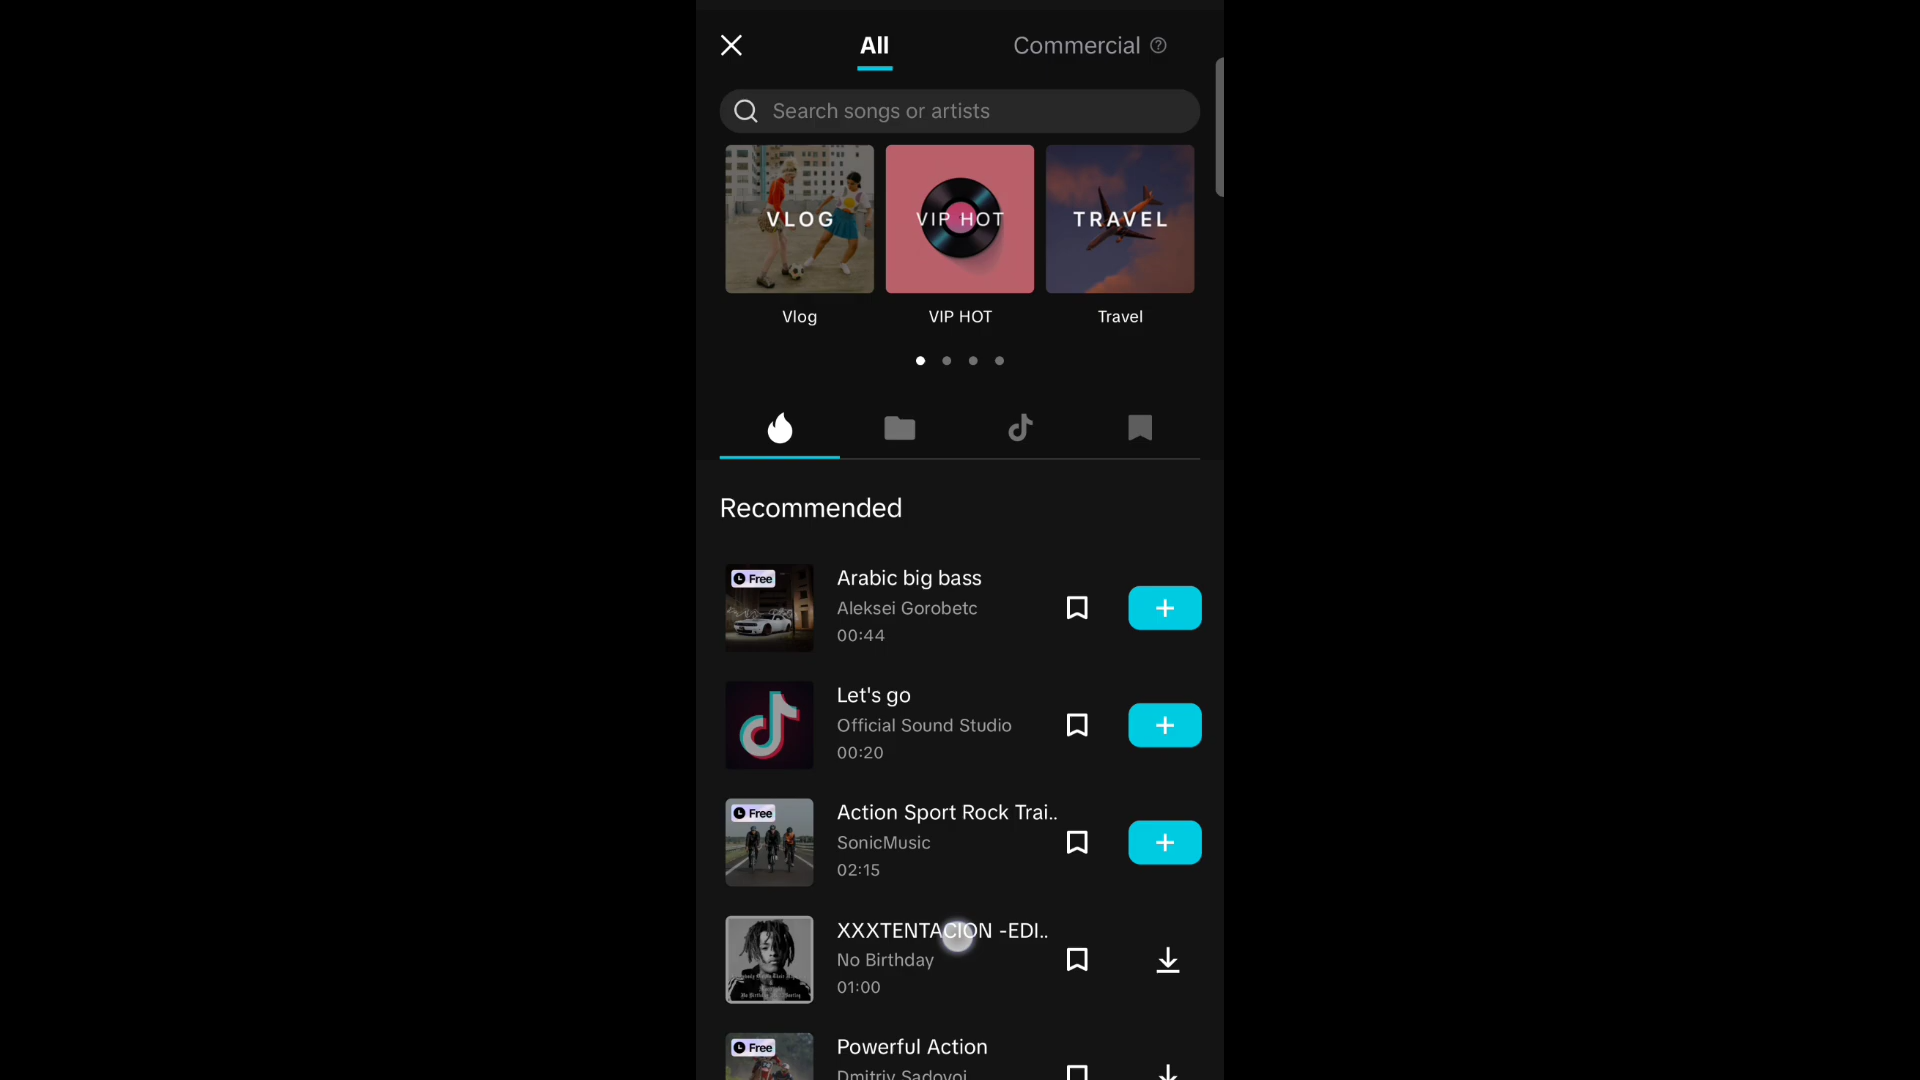 All
Commercial
Search songs or artists
VLOG
VIP HOT
TRAVEL
Vlog
VIP HOT
Travel
Recommended
Free
Arabic big bass
Aleksei Gorobetc
00:44
Let's go
Official Sound Studio
00:20
Free
Action Sport Rock Trai..
SonicMusic
02:15
XXXTENTACION -EDI..
No Birthday
01:00
Free
Powerful Action
Dmitriy Sadovoi